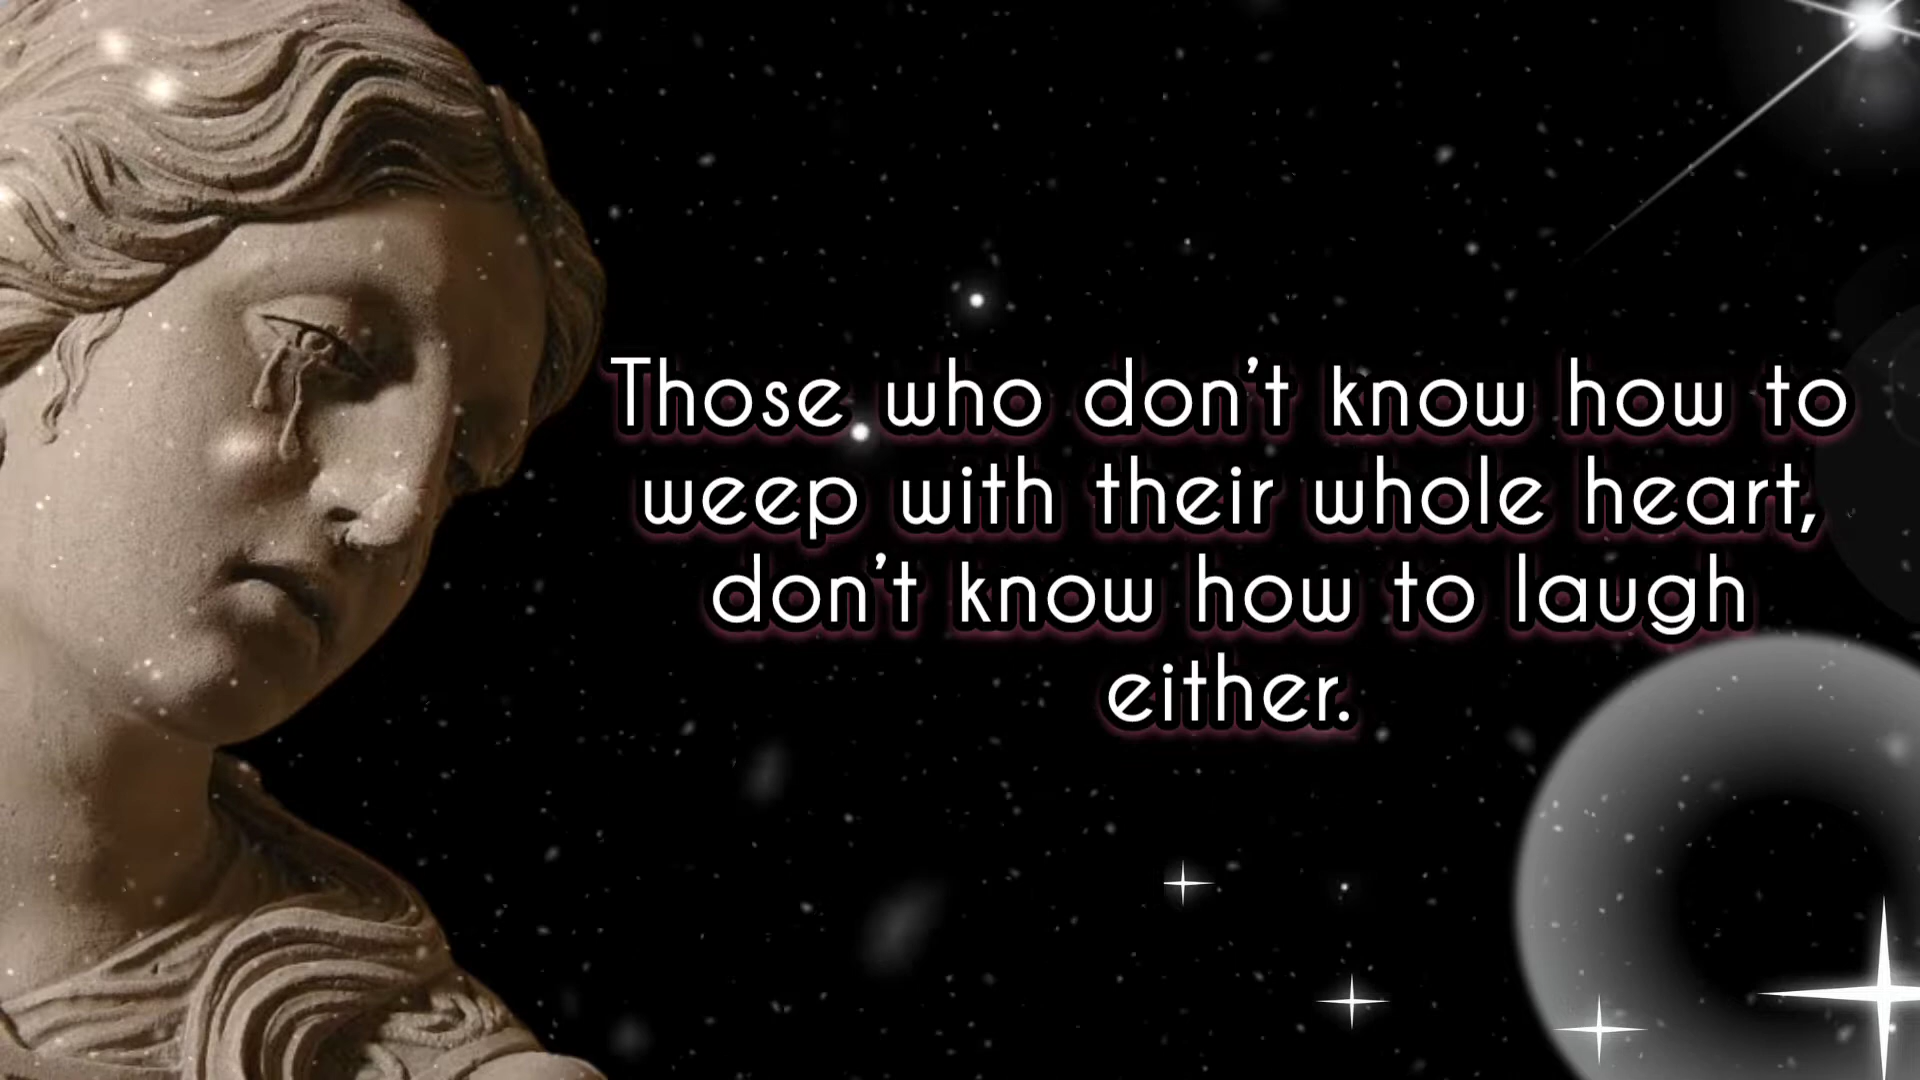 Those who don't know how to
weep with their whole heart,
don't know how to laugh
either.